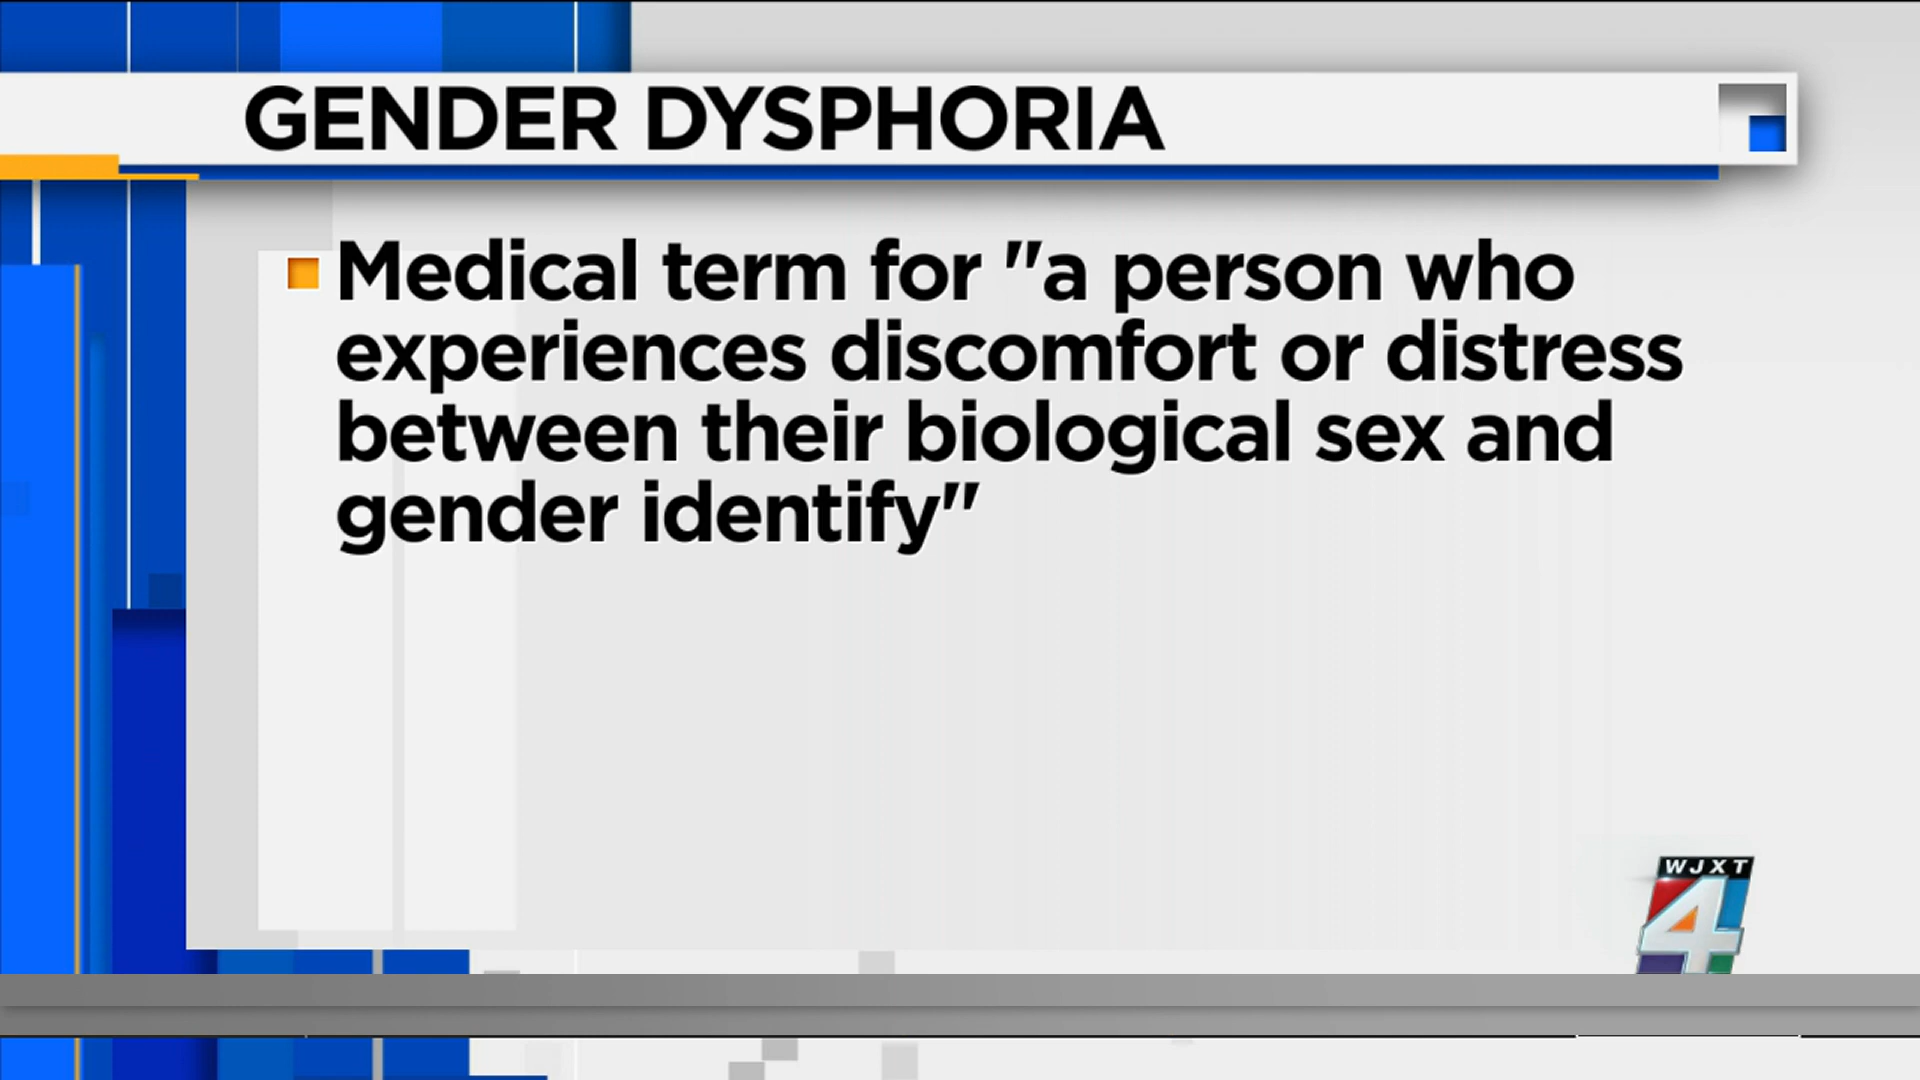 GENDER DYSPHORIA
Medical term for "a person who
experiences discomfort or distress
between their biological sex and
gender identify"
WJXT
4